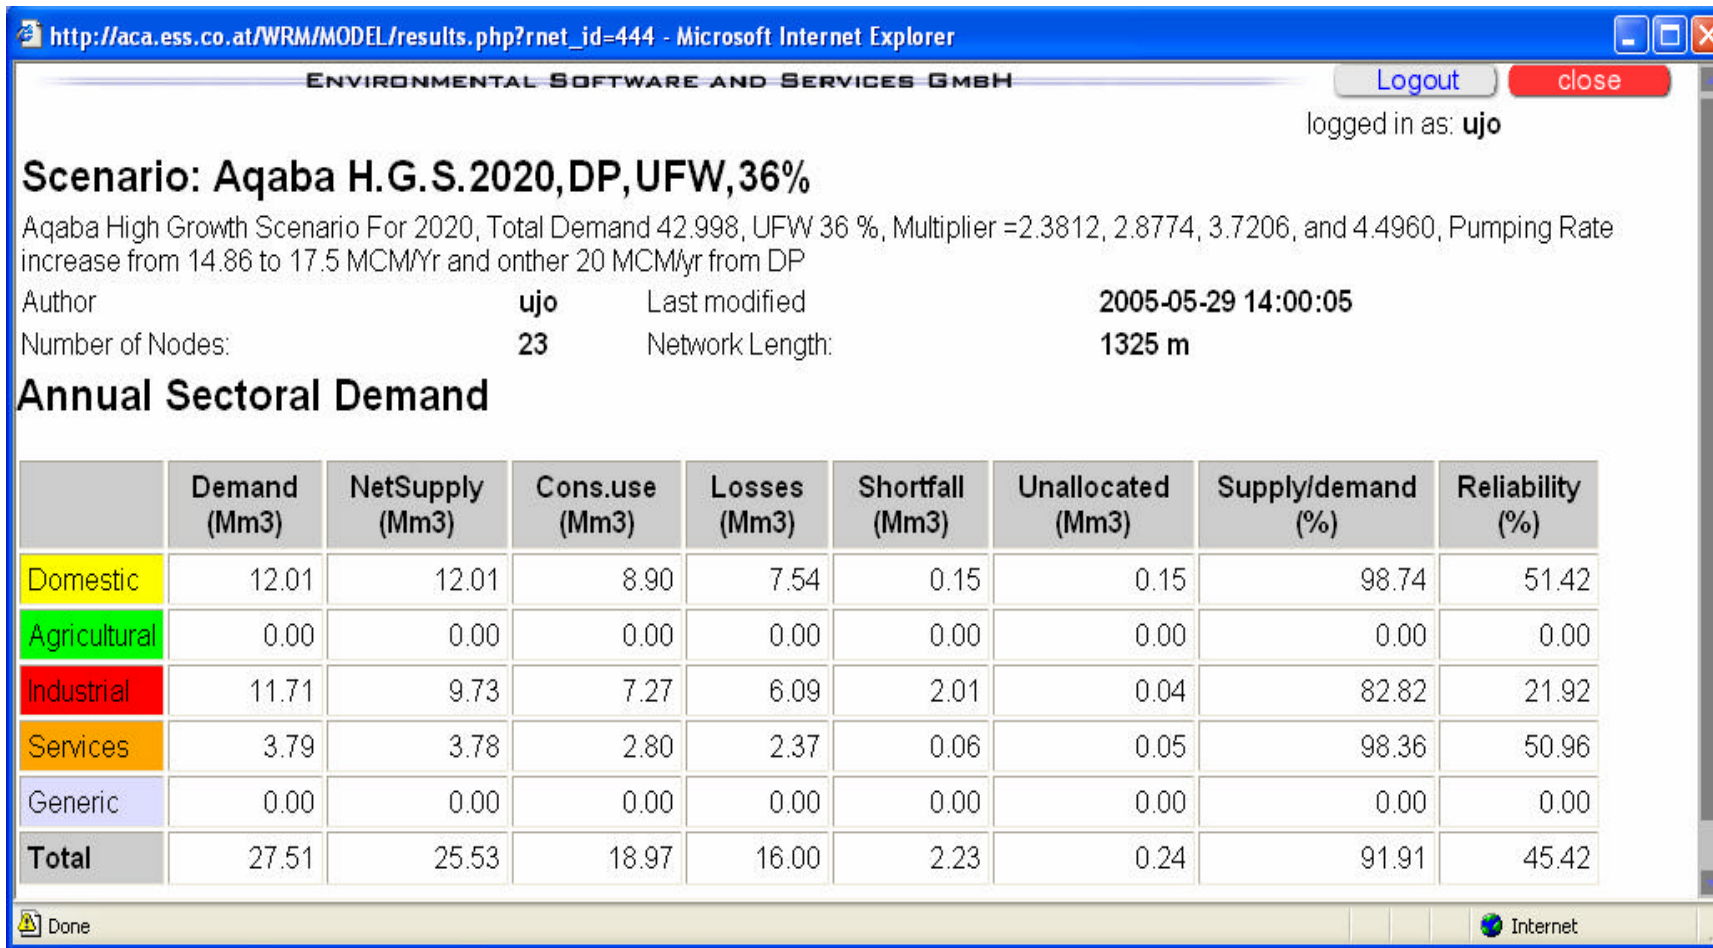 http://aca.ess.co.at/WRM/MODEL/results.php?rnet_id=444 - Microsoft Internet Explorer
ENVIRONMENTAL SOFTWARE AND SERVICES GMBH
Logout close
logged in as: ujo
Scenario: Aqaba H.G.S.2020,DP,UFW,36%
Aqaba High Growth Scenario For 2020, Total Demand 42.998, UFW 36 %, Multiplier =2.3812, 2.8774, 3.7206, and 4.4960, Pumping Rate
increase from 14.86 to 17.5 MCM/Yr and onther 20 MCM/yr from DP
Author ujo Last modified 2005-05-29 14:00:05
Number of Nodes: 23 Network Length: 1325 m
Annual Sectoral Demand
Demand NetSupply Cons.use Losses Shortfall Unallocated Supply/demand Reliability
(Mm3) (Mm3) (Mm3) (Mm3) (Mm3) (Mm3) (%) (%)
Domestic 12.01 12.01 8.90 7.54 0.15 0.15 98.74 51.42
Agricultural 0.00 0.00 0.00 0.00 0.00 0.00 0.00 0.00
Industrial 11.71 9.73 7.27 6.09 2.01 0.04 82.82 21.92
Services 3.79 3.78 2.80 2.37 0.06 0.05 98.36 50.96
Generic 0.00 0.00 0.00 0.00 0.00 0.00 0.00 0.00
Total 27.51 25.53 18.97 16.00 2.23 0.24 91.91 45.42
Done Internet